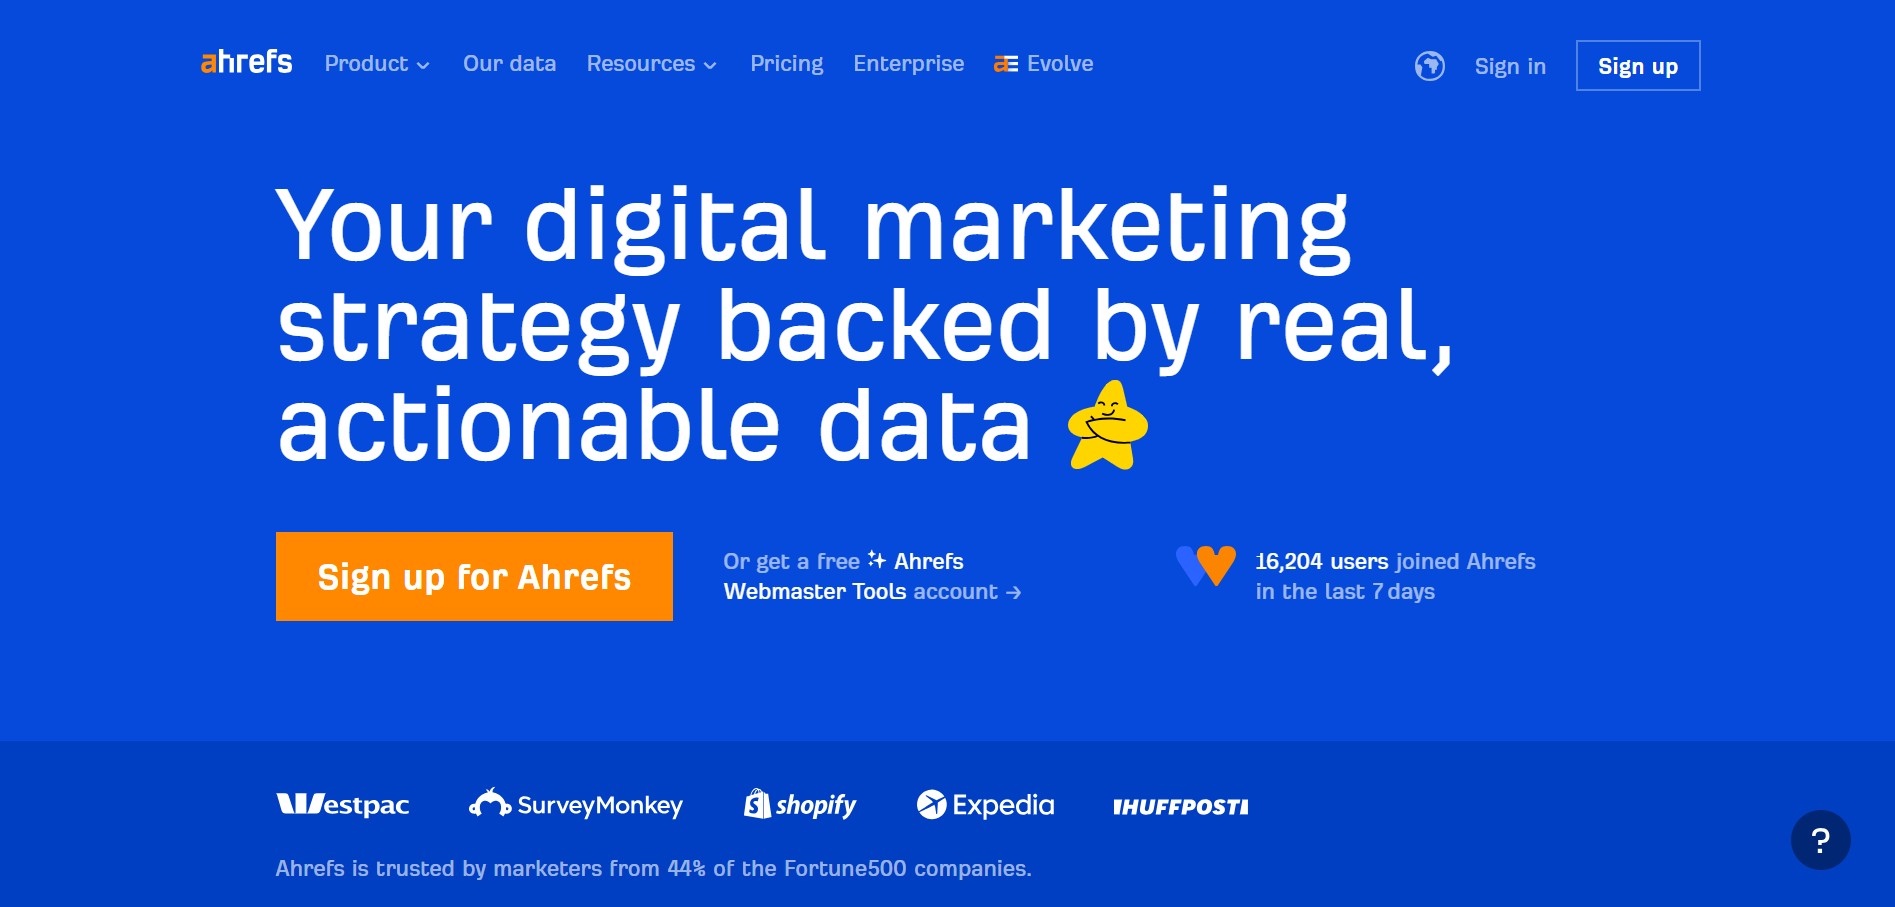 ahrefs Product Our data Resources Pricing Enterprise a Evolve Sign in Sign up
Your digital marketing
strategy backed by real,
actionable data
Sign up for Ahrefs
Or get a free Ahrefs
Webmaster Tools account →
16,204 users joined Ahrefs
in the last 7 days
Westpac SurveyMonkey shopify Expedia HUFFPOST
Ahrefs is trusted by marketers from 44% of the Fortune500 companies.
?